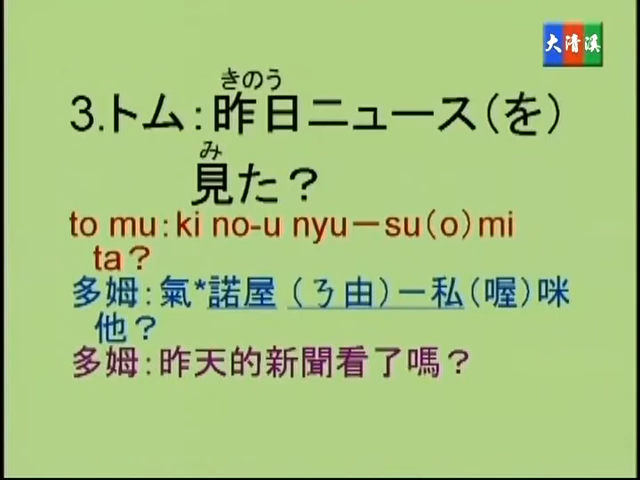 大清溪
きのう
3.トム：昨日ニュース（を）
み
見た？
to mu：ki no-u nyu－su（o）mi
ta？
多姆：氣*諾屋（ㄋ由）－私（喔）咪
他？
多姆：昨天的新聞看了嗎？